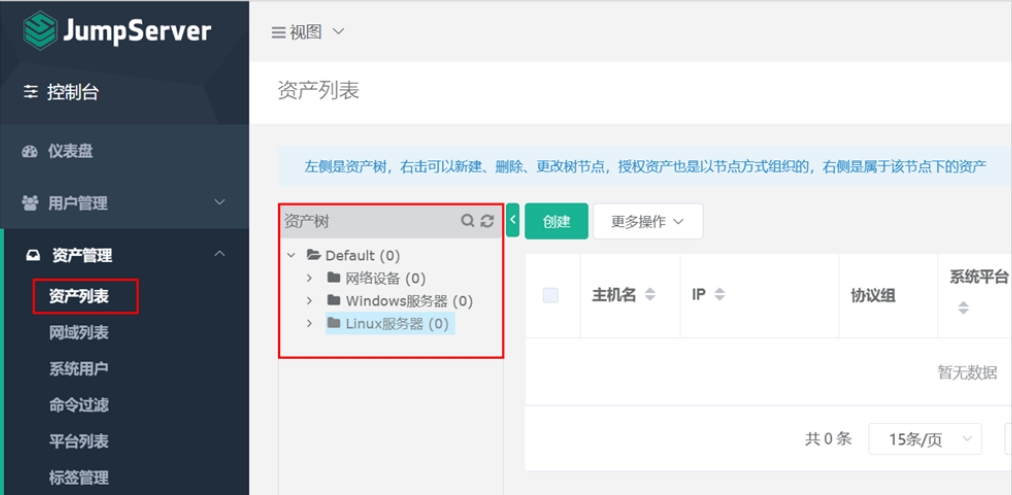 JumpServer
视图
控制台
资产列表
仪表盘
左侧是资产树，右击可以新建、删除、更改树节点，授权资产也是以节点方式组织的，右侧是属于该节点下的资产
用户管理
资产树
创建
更多操作
资产管理
Default (0)
网络设备 (0)
Windows服务器 (0)
Linux服务器 (0)
主机名
IP
协议组
系统平台
资产列表
网域列表
系统用户
暂无数据
命令过滤
平台列表
共 0 条
15条/页
标签管理